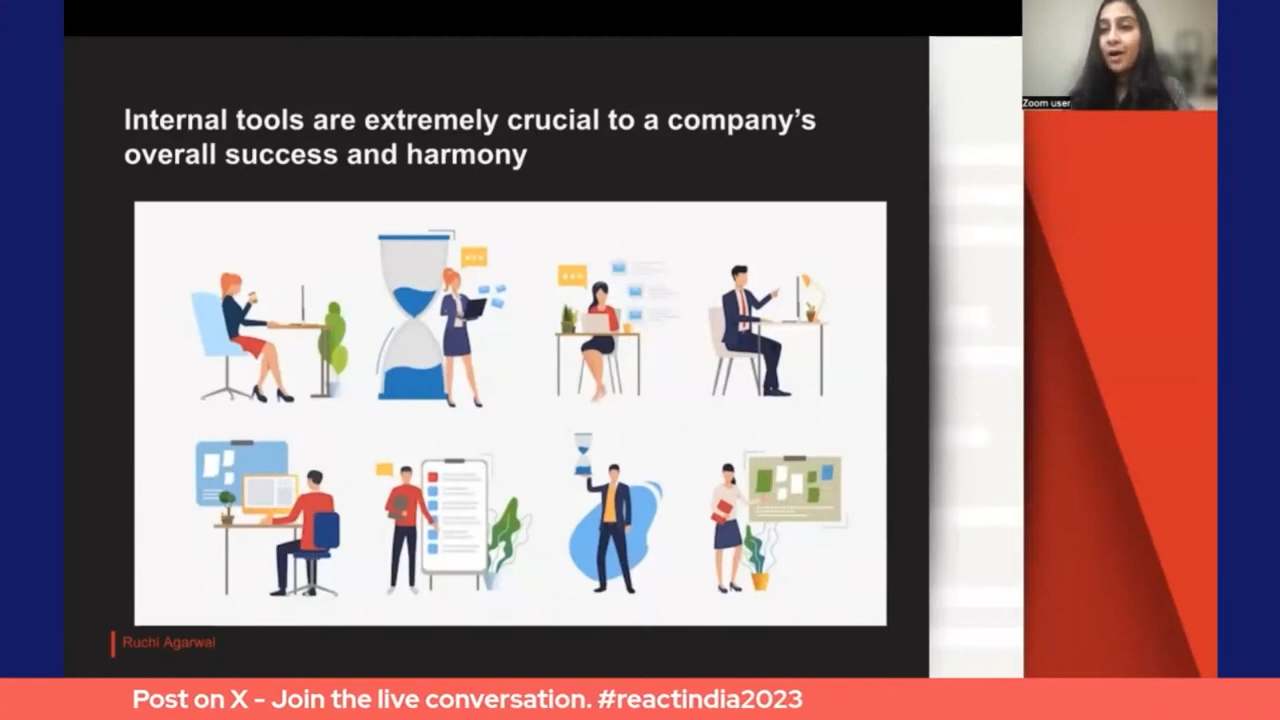 Zoom user
Internal tools are extremely crucial to a company’s
overall success and harmony
Ruchi Agarwal
Post on X - Join the live conversation. #reactindia2023